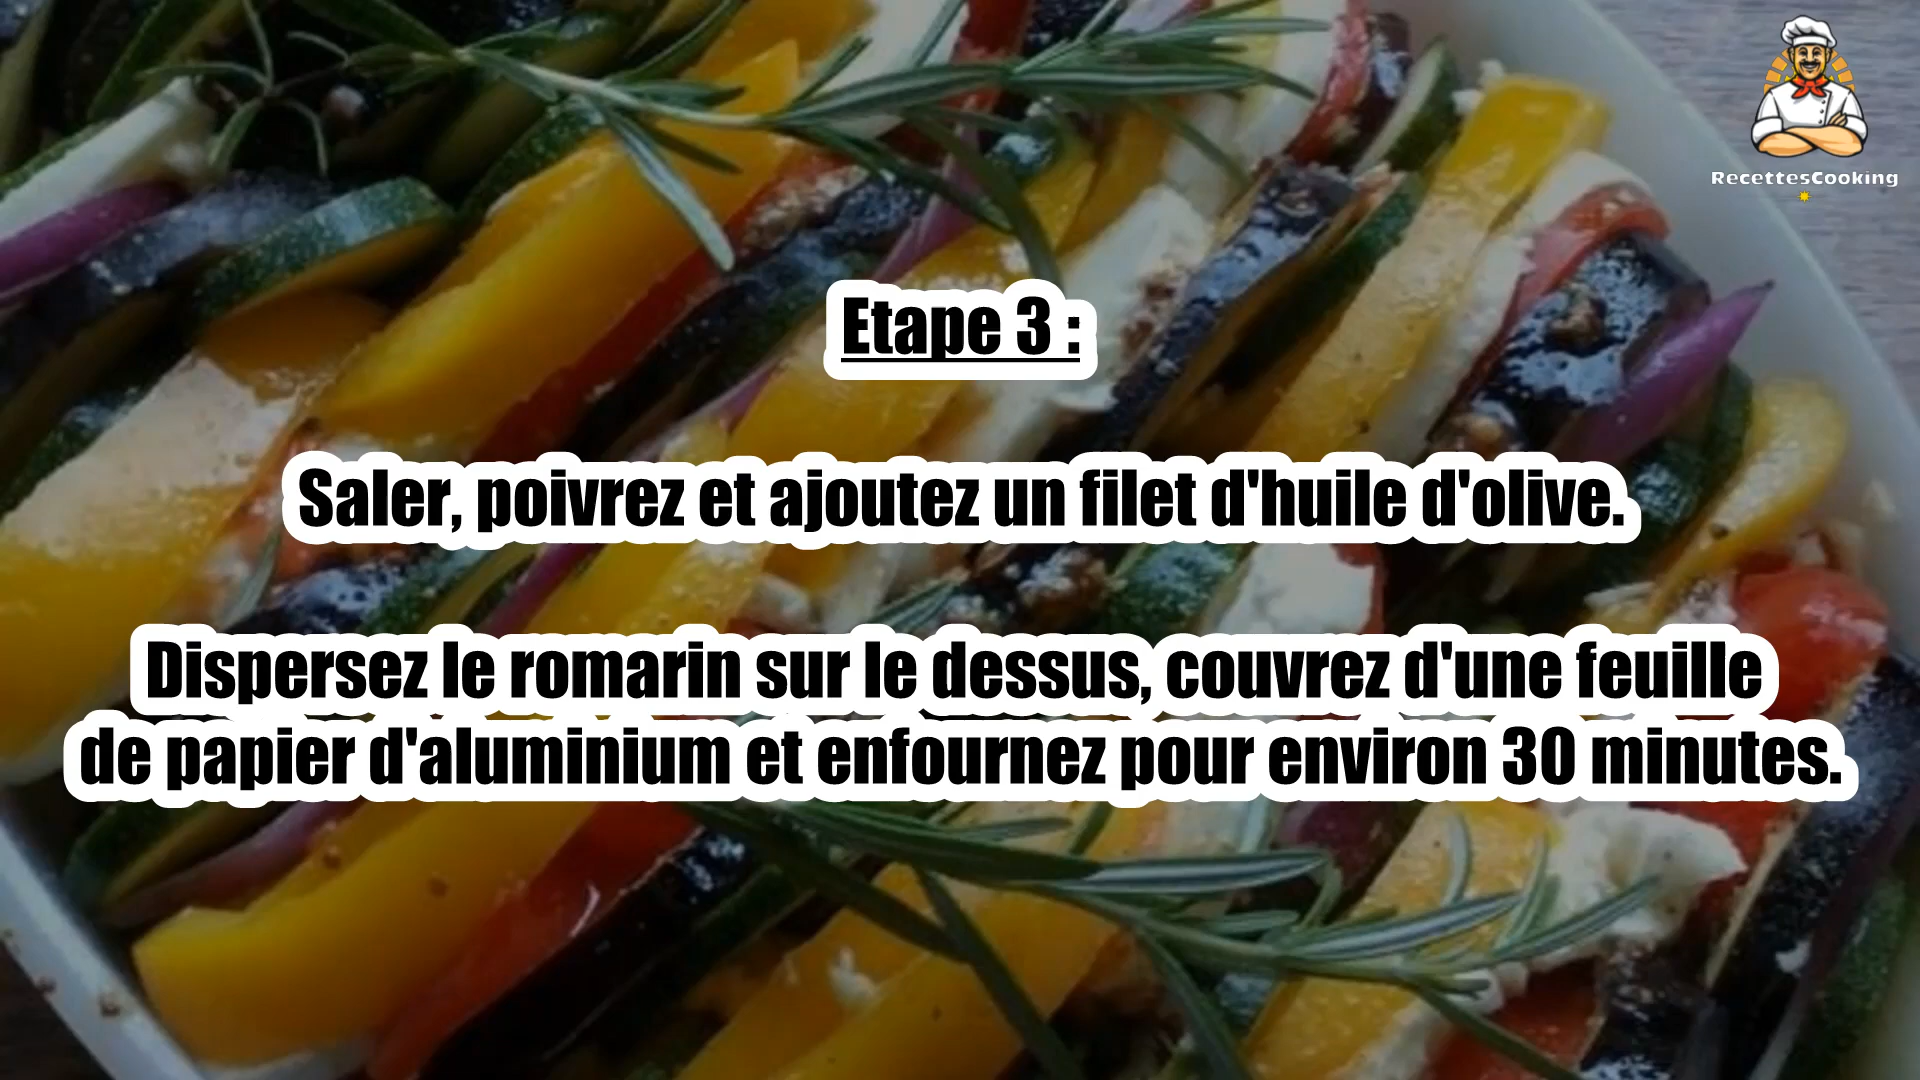 RecettesCooking
Etape 3 :
Saler, poivrez et ajoutez un filet d'huile d'olive.
Dispersez le romarin sur le dessus, couvrez d'une feuille
de papier d'aluminium et enfournez pour environ 30 minutes.